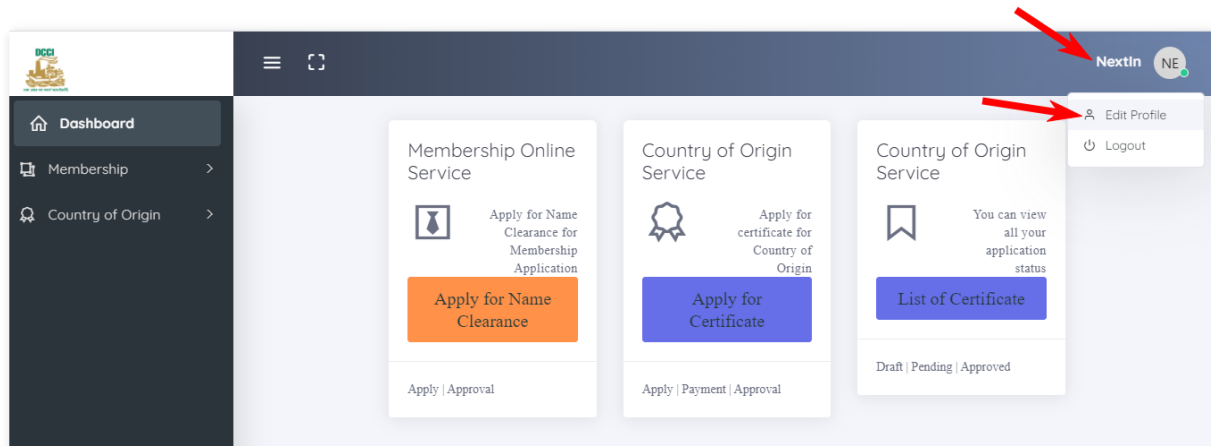 DCCI
NextIn
NE
Edit Profile
Logout
Dashboard
Membership
Country of Origin
Membership Online
Service
Apply for Name
Clearance for
Membership
Application
Apply for Name
Clearance
Apply | Approval
Country of Origin
Service
Apply for
certificate for
Country of
Origin
Apply for
Certificate
Apply | Payment | Approval
Country of Origin
Service
You can view
all your
application
status
List of Certificate
Draft | Pending | Approved